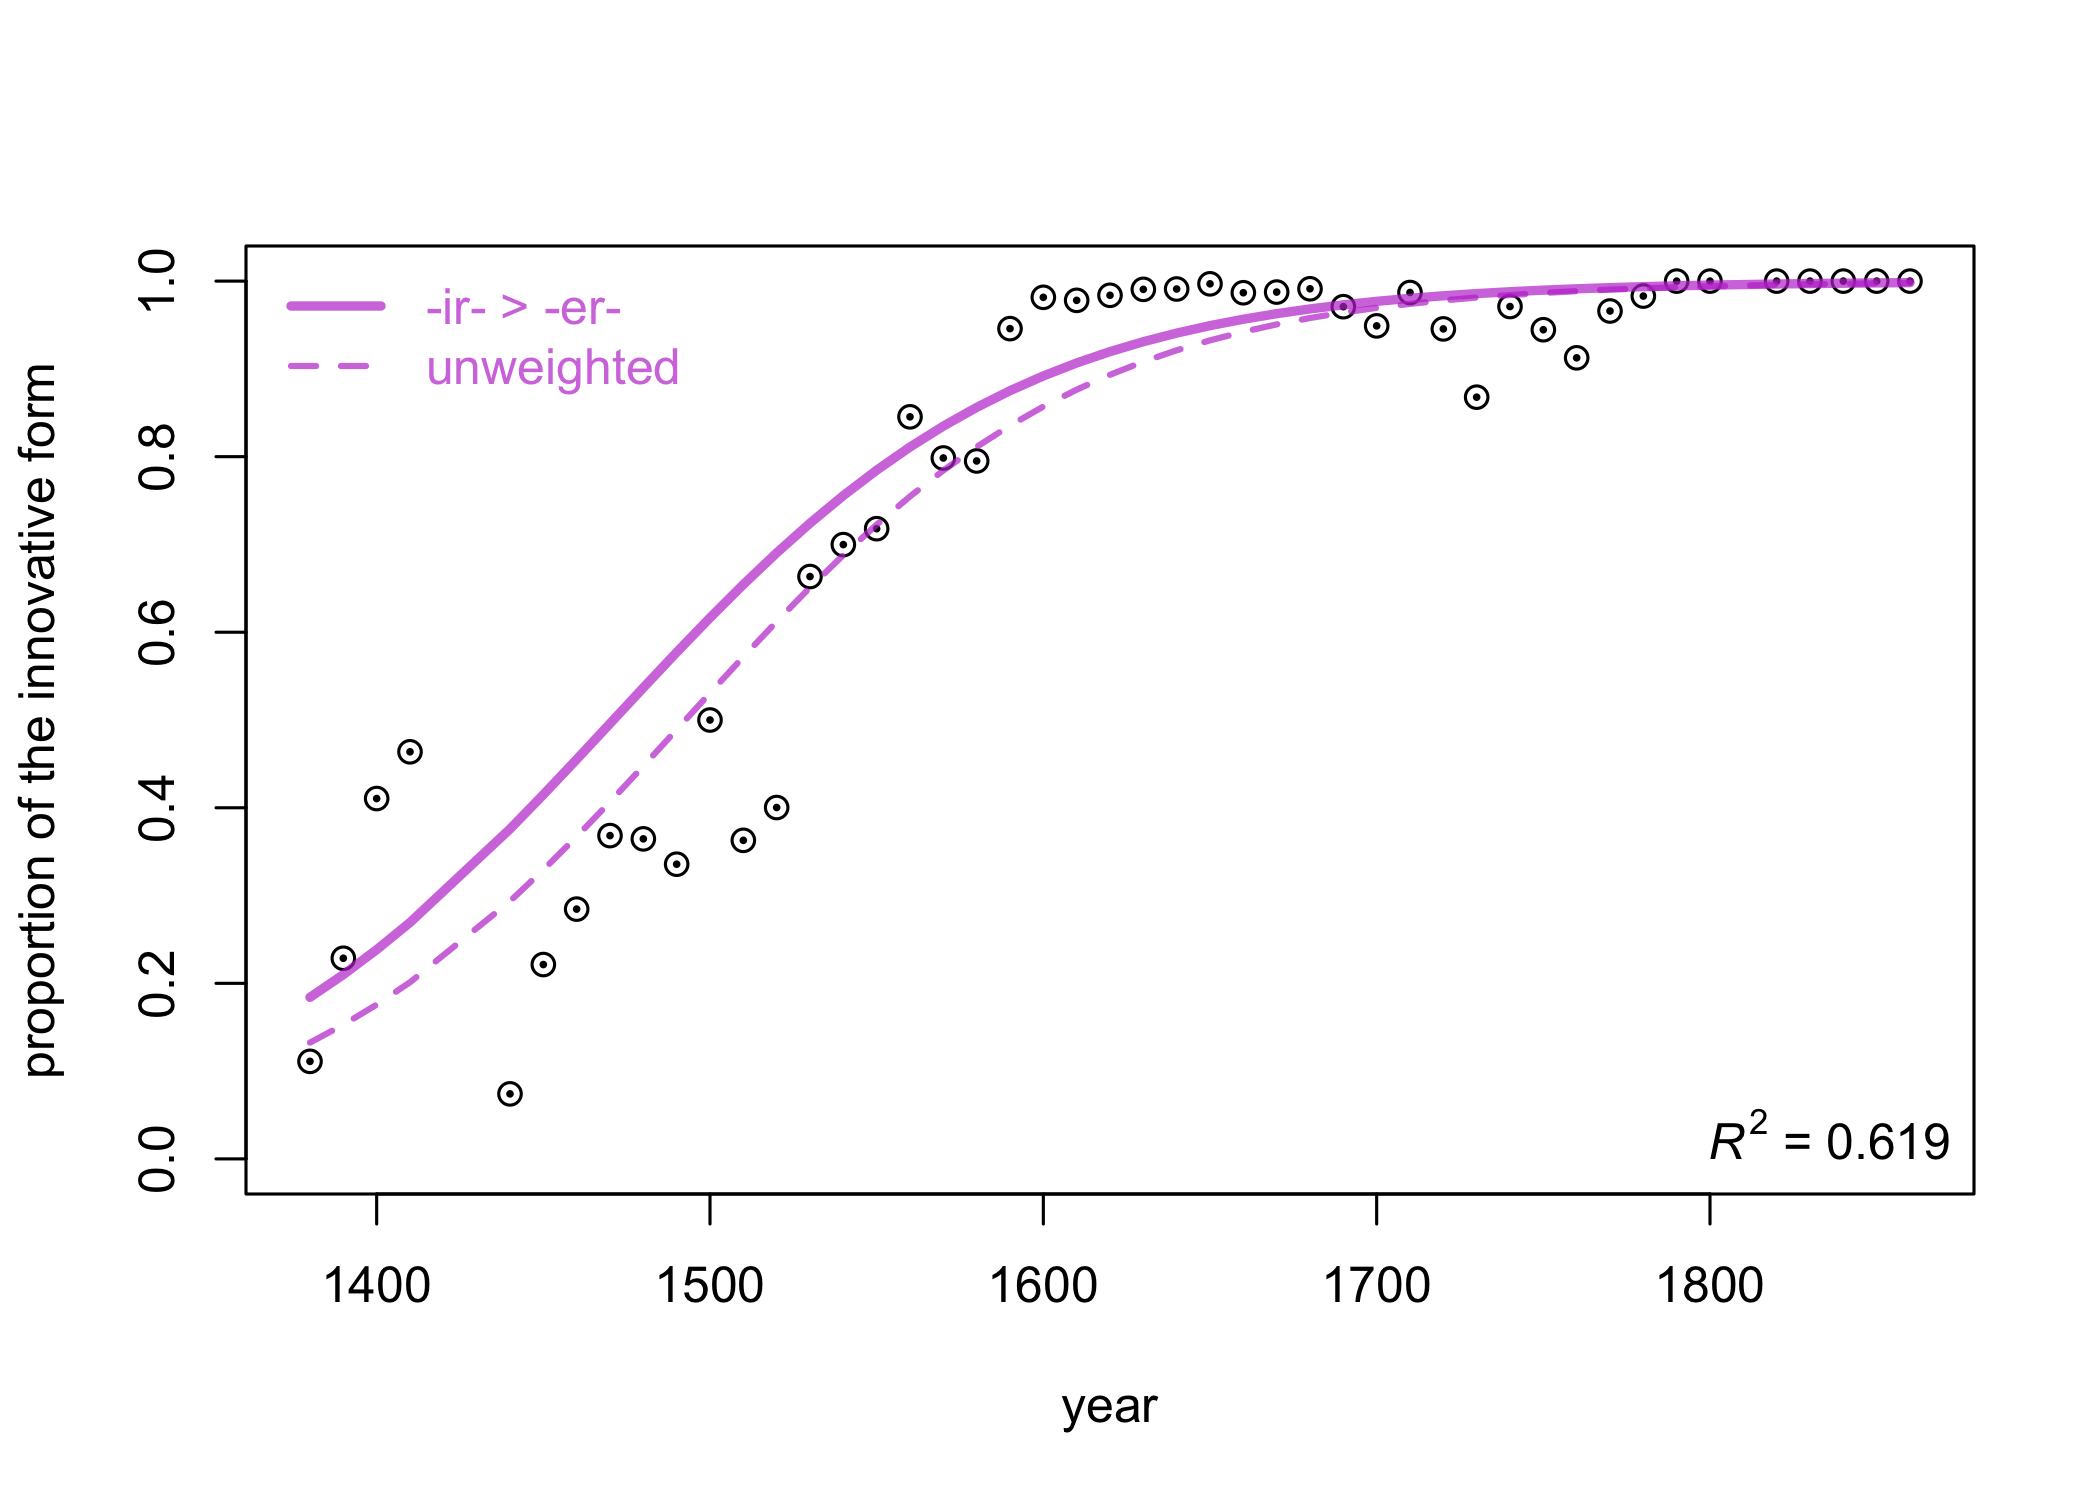 -ir- > -er-
unweighted
proportion of the innovative form
1.0
0.8
0.6
0.4
0.2
0.0
R² = 0.619
1400 1500 1600 1700 1800
year